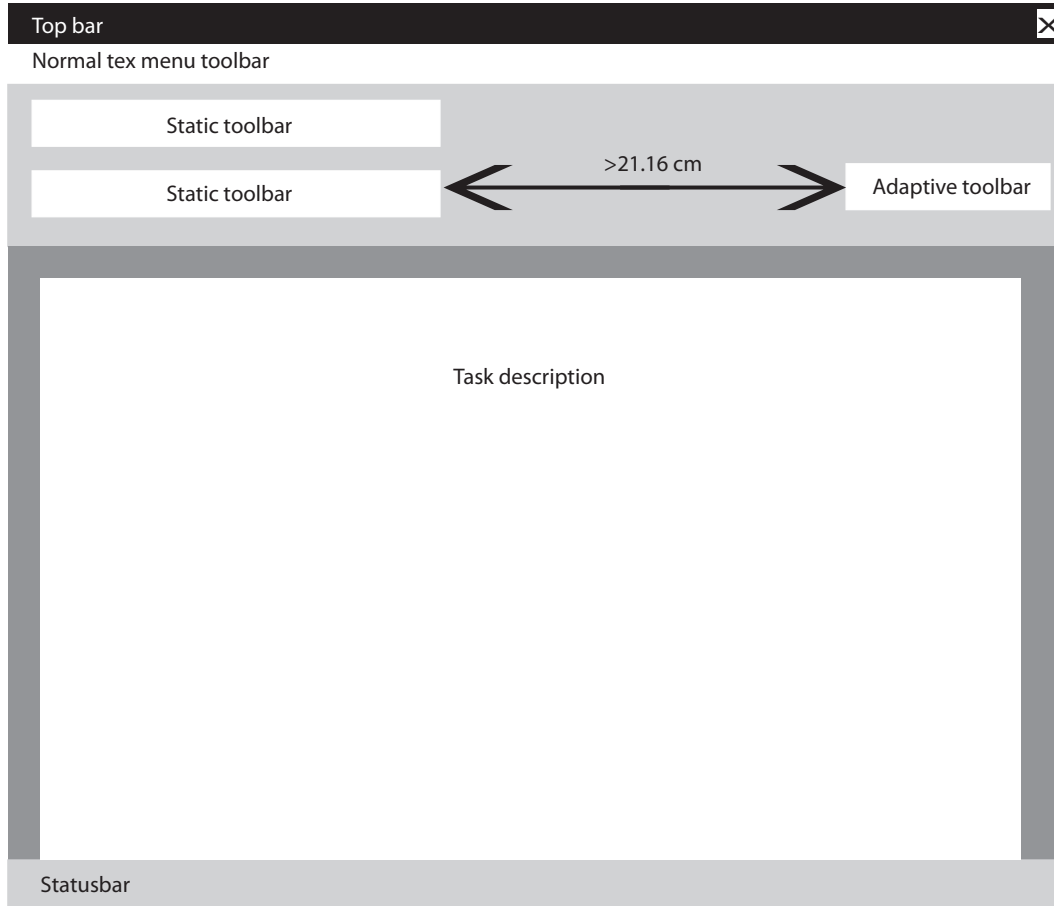 Top bar
Normal tex menu toolbar
Static toolbar
>21.16 cm
Static toolbar
Adaptive toolbar
Task description
Statusbar